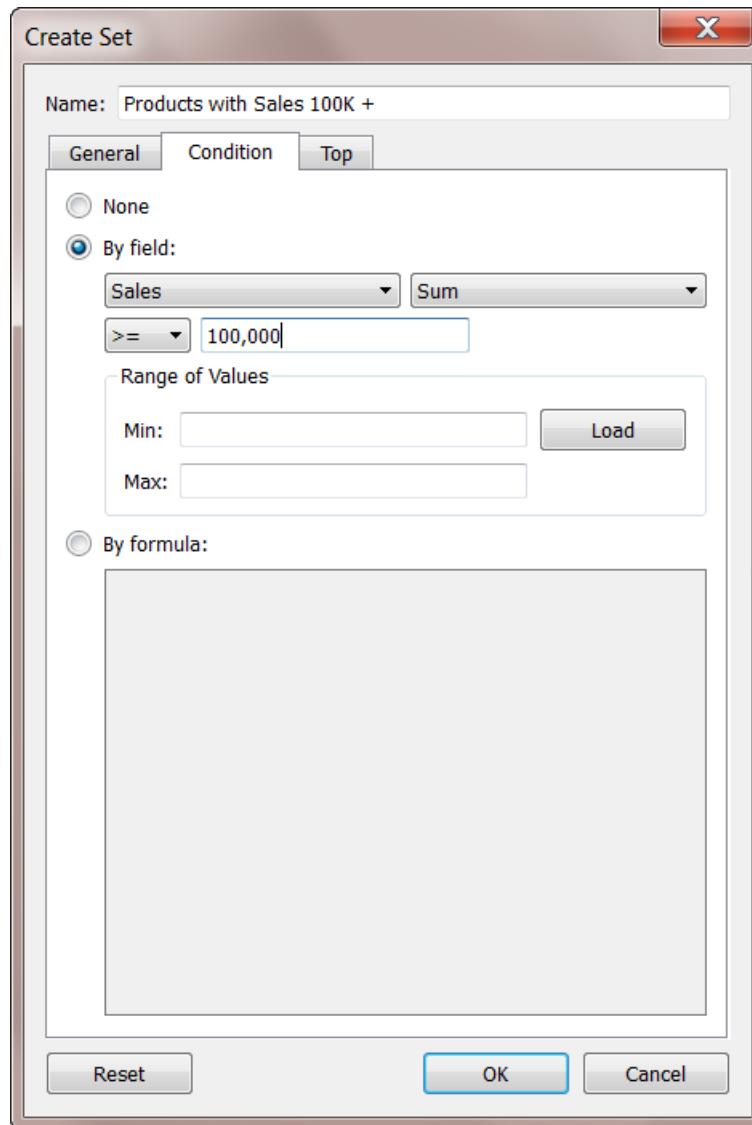 Create Set
Name: Products with Sales 100K +
General Condition Top
None
By field:
Sales Sum
>= 100,000
Range of Values
Min: Load
Max:
By formula:
Reset OK Cancel